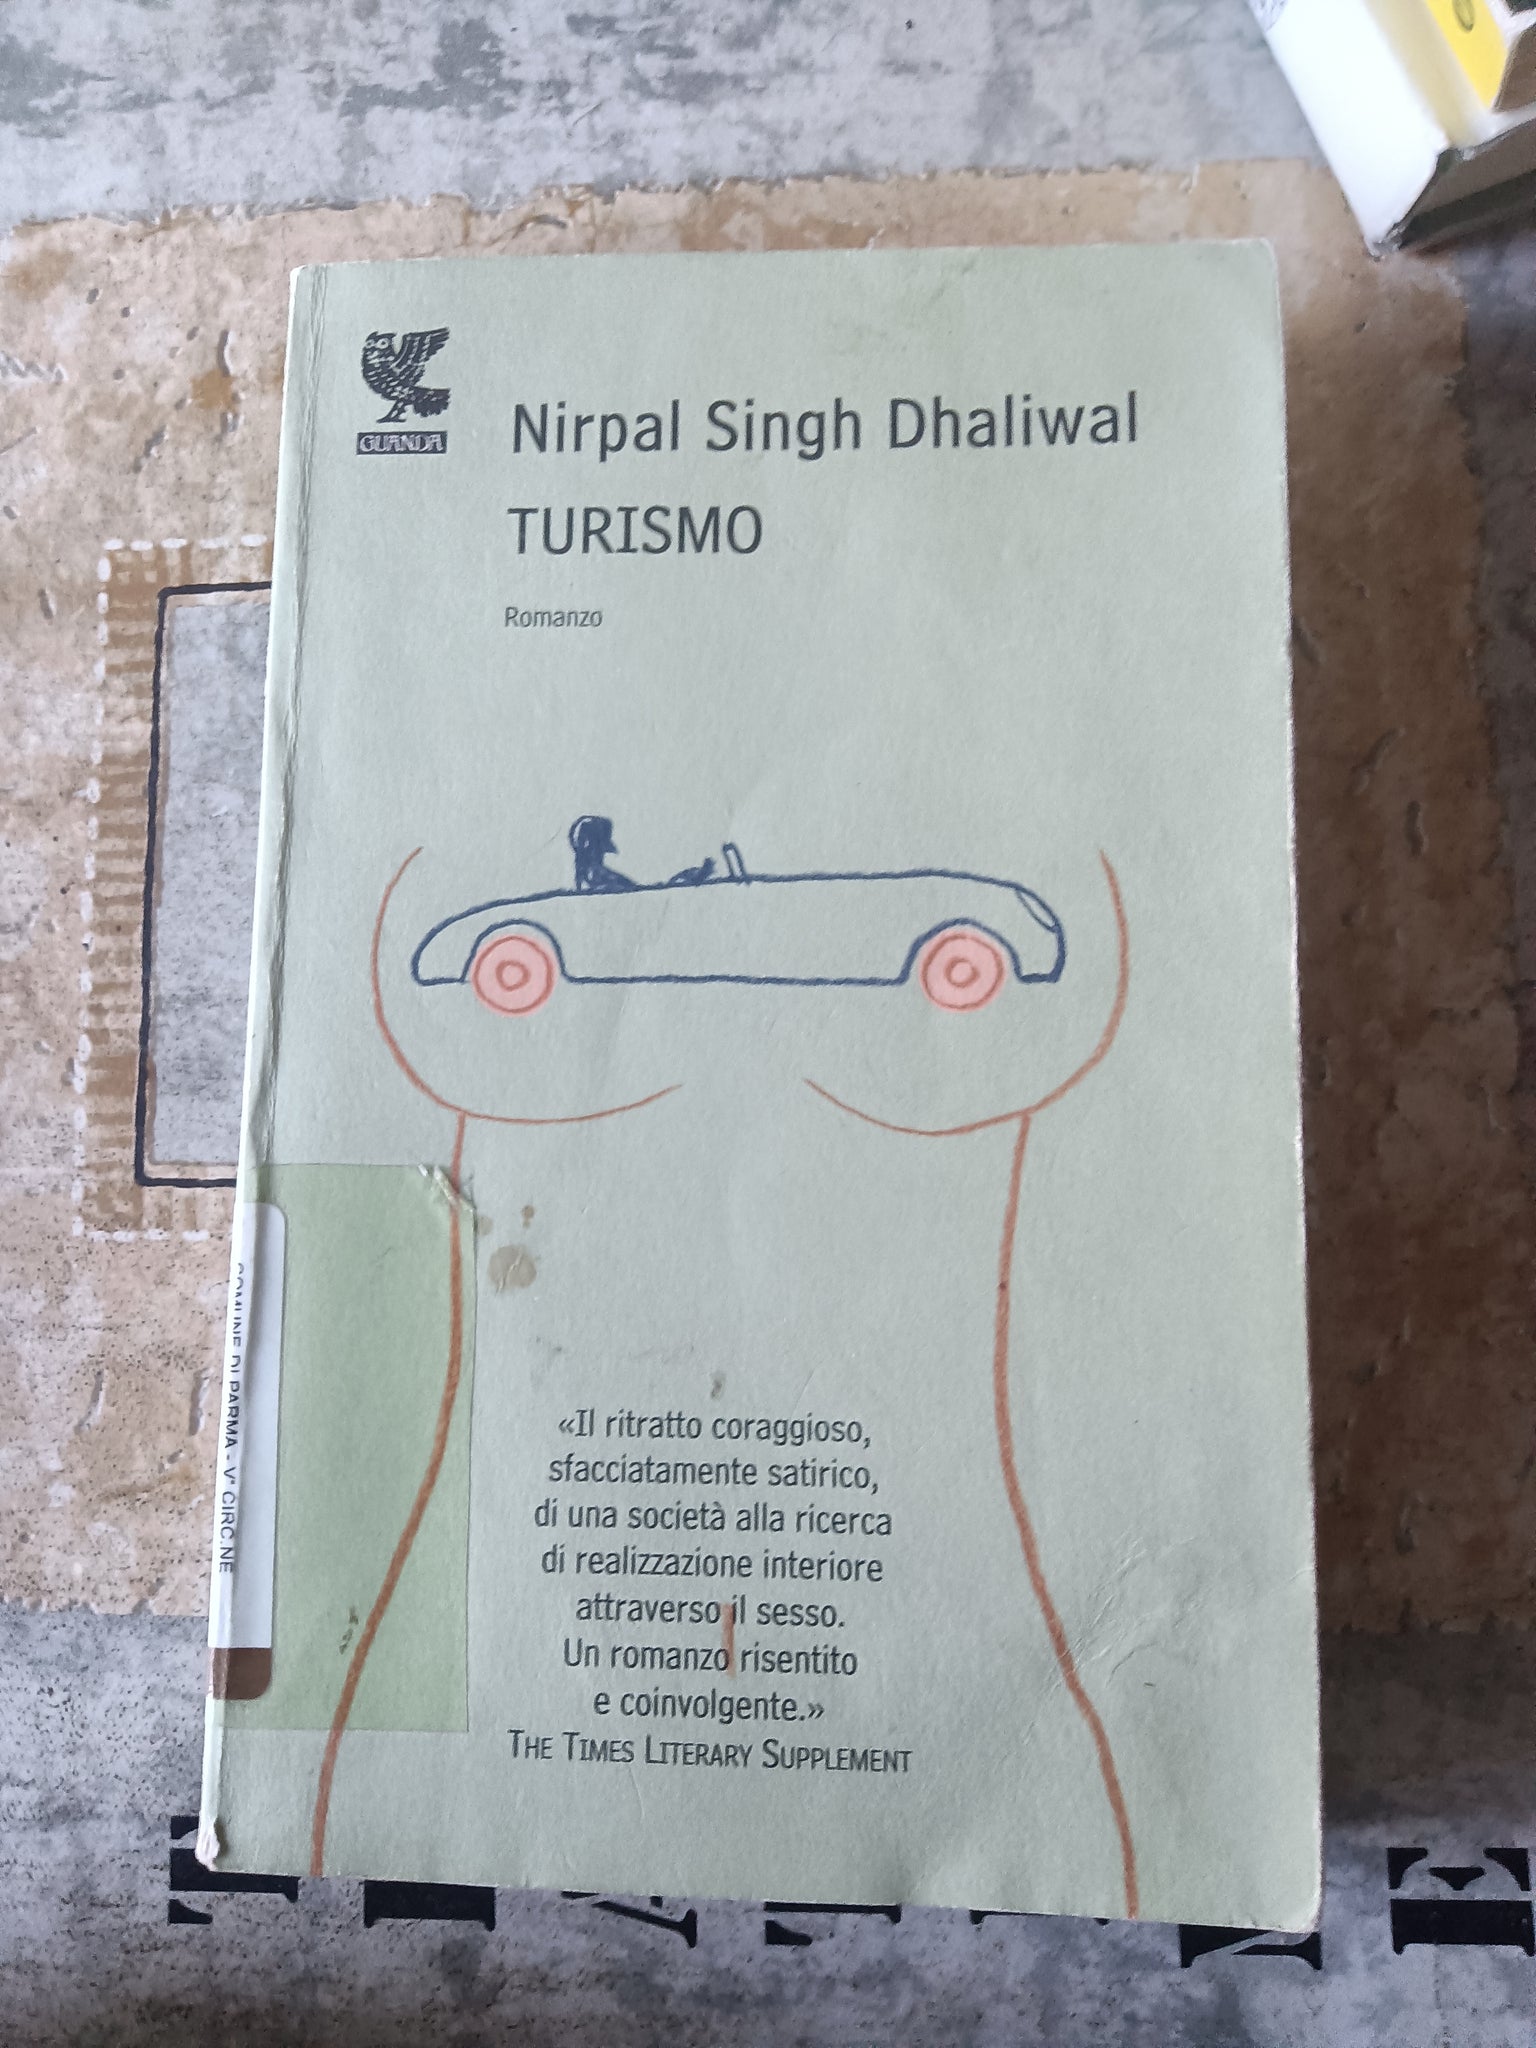 GUANDA
Nirpal Singh Dhaliwal
TURISMO
Romanzo
«Il ritratto coraggioso,
sfacciatamente satirico,
di una società alla ricerca
di realizzazione interiore
attraverso il sesso.
Un romanzo risentito
e coinvolgente.»
THE TIMES LITERARY SUPPLEMENT
COMUNE DI PARMA - Vª CIRC.NE